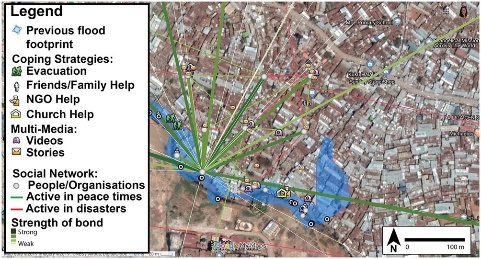 Legend
Previous flood
footprint
Coping Strategies:
Evacuation
Friends/Family Help
NGO Help
Church Help
Multi-Media:
Videos
Stories
Social Network:
People/Organisations
Active in peace times
Active in disasters
Strength of bond
Strong
Weak
N
0
100 m